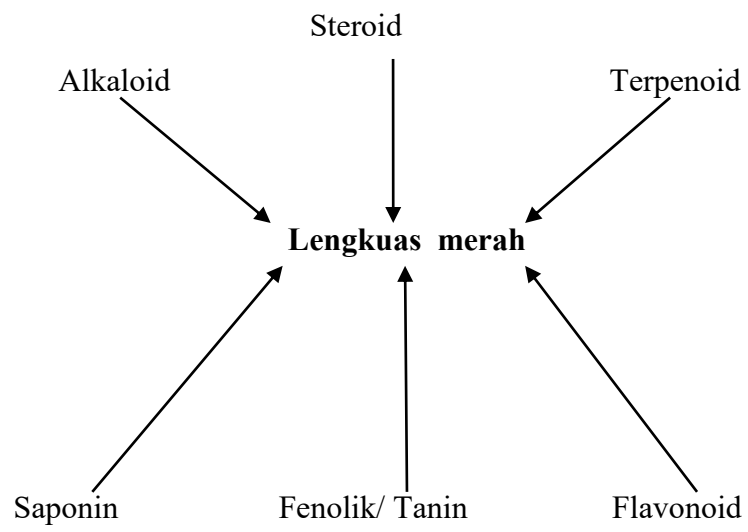 Steroid
Alkaloid
Terpenoid
Lengkuas merah
Saponin
Fenolik/ Tanin
Flavonoid